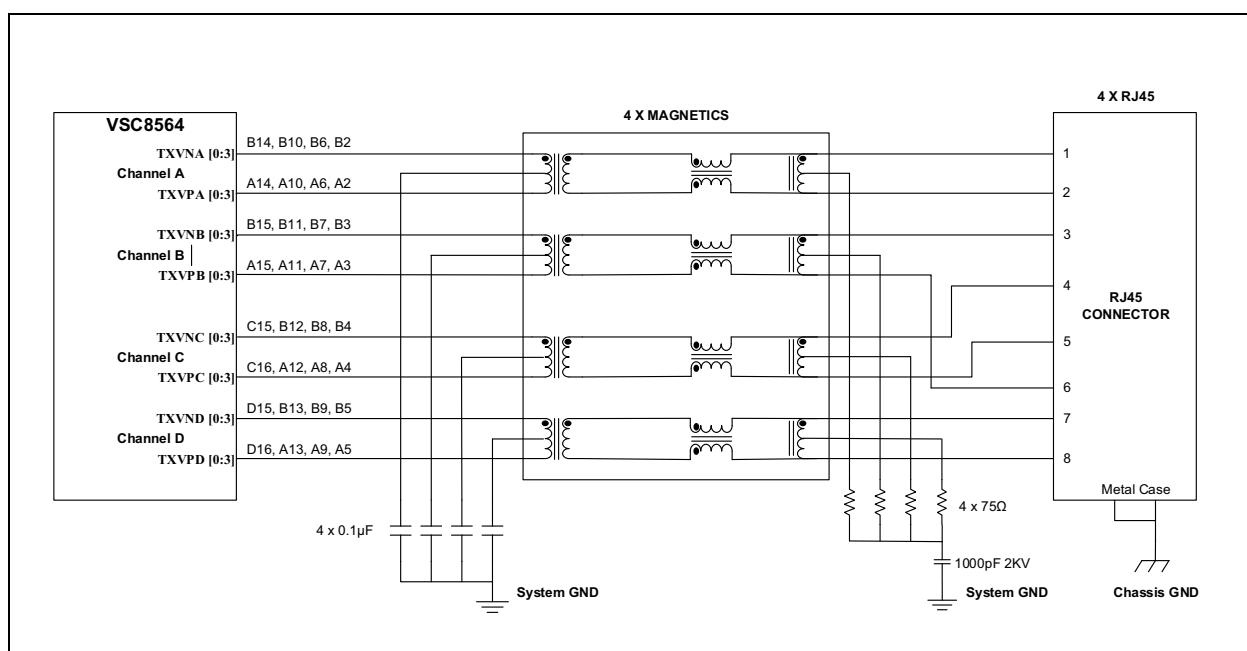 4 X RJ45
4 X MAGNETICS
VSC8564
TXVNA [0:3]
B14, B10, B6, B2
1
Channel A
TXVPA [0:3]
A14, A10, A6, A2
2
TXVNB [0:3]
B15, B11, B7, B3
3
Channel B
TXVPB [0:3]
A15, A11, A7, A3
4
RJ45
CONNECTOR
TXVNC [0:3]
C15, B12, B8, B4
5
Channel C
TXVPC [0:3]
C16, A12, A8, A4
6
TXVND [0:3]
D15, B13, B9, B5
7
Channel D
TXVPD [0:3]
D16, A13, A9, A5
8
Metal Case
4 x 75Ω
4 x 0.1µF
1000pF 2KV
System GND
System GND
Chassis GND